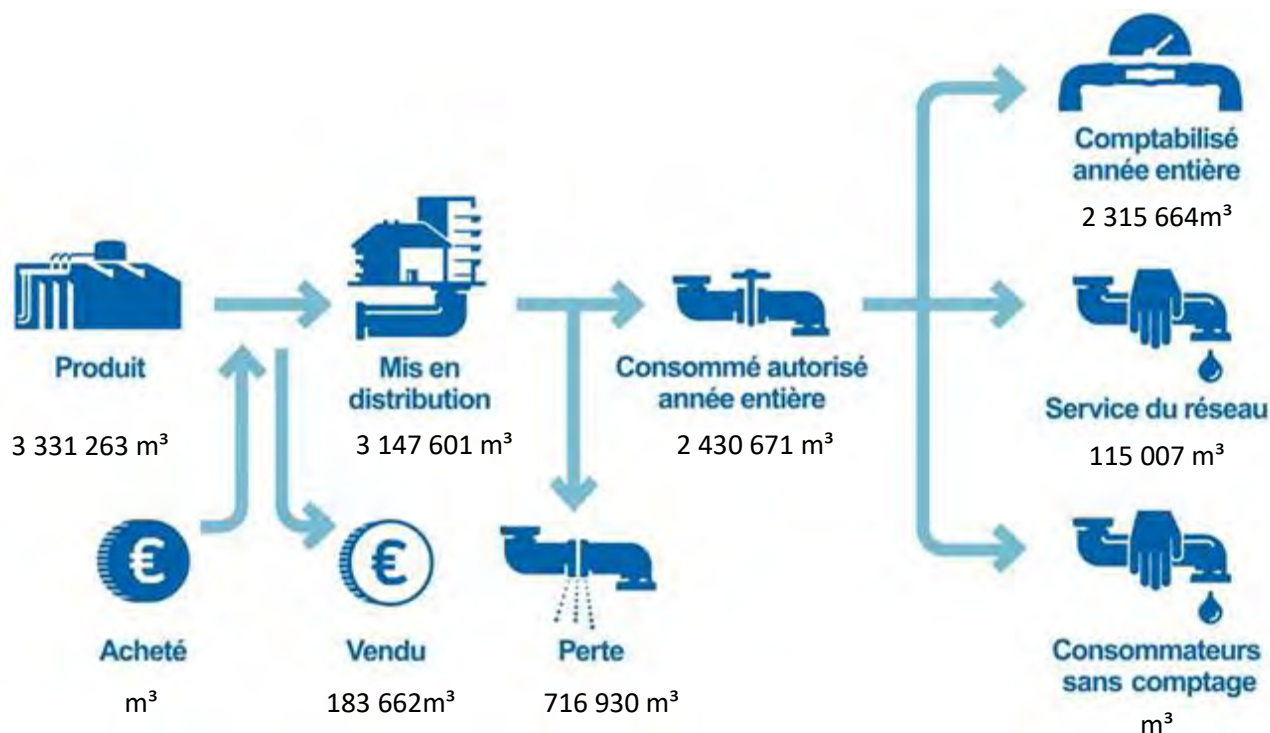 Comptabilisé
année entière
2 315 664m³
Produit
3 331 263 m³
Mis en
distribution
3 147 601 m³
Consommé autorisé
année entière
2 430 671 m³
Service du réseau
115 007 m³
€
Acheté
m³
€
Vendu
183 662m³
Perte
716 930 m³
Consommateurs
sans comptage
m³